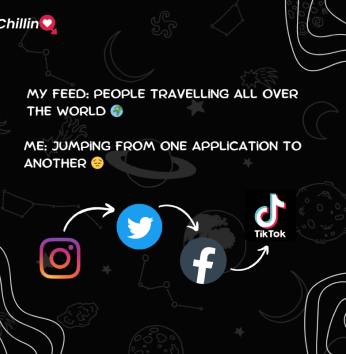 Chillin
MY FEED: PEOPLE TRAVELLING ALL OVER
THE WORLD 🌍
ME: JUMPING FROM ONE APPLICATION TO
ANOTHER 😟
TikTok